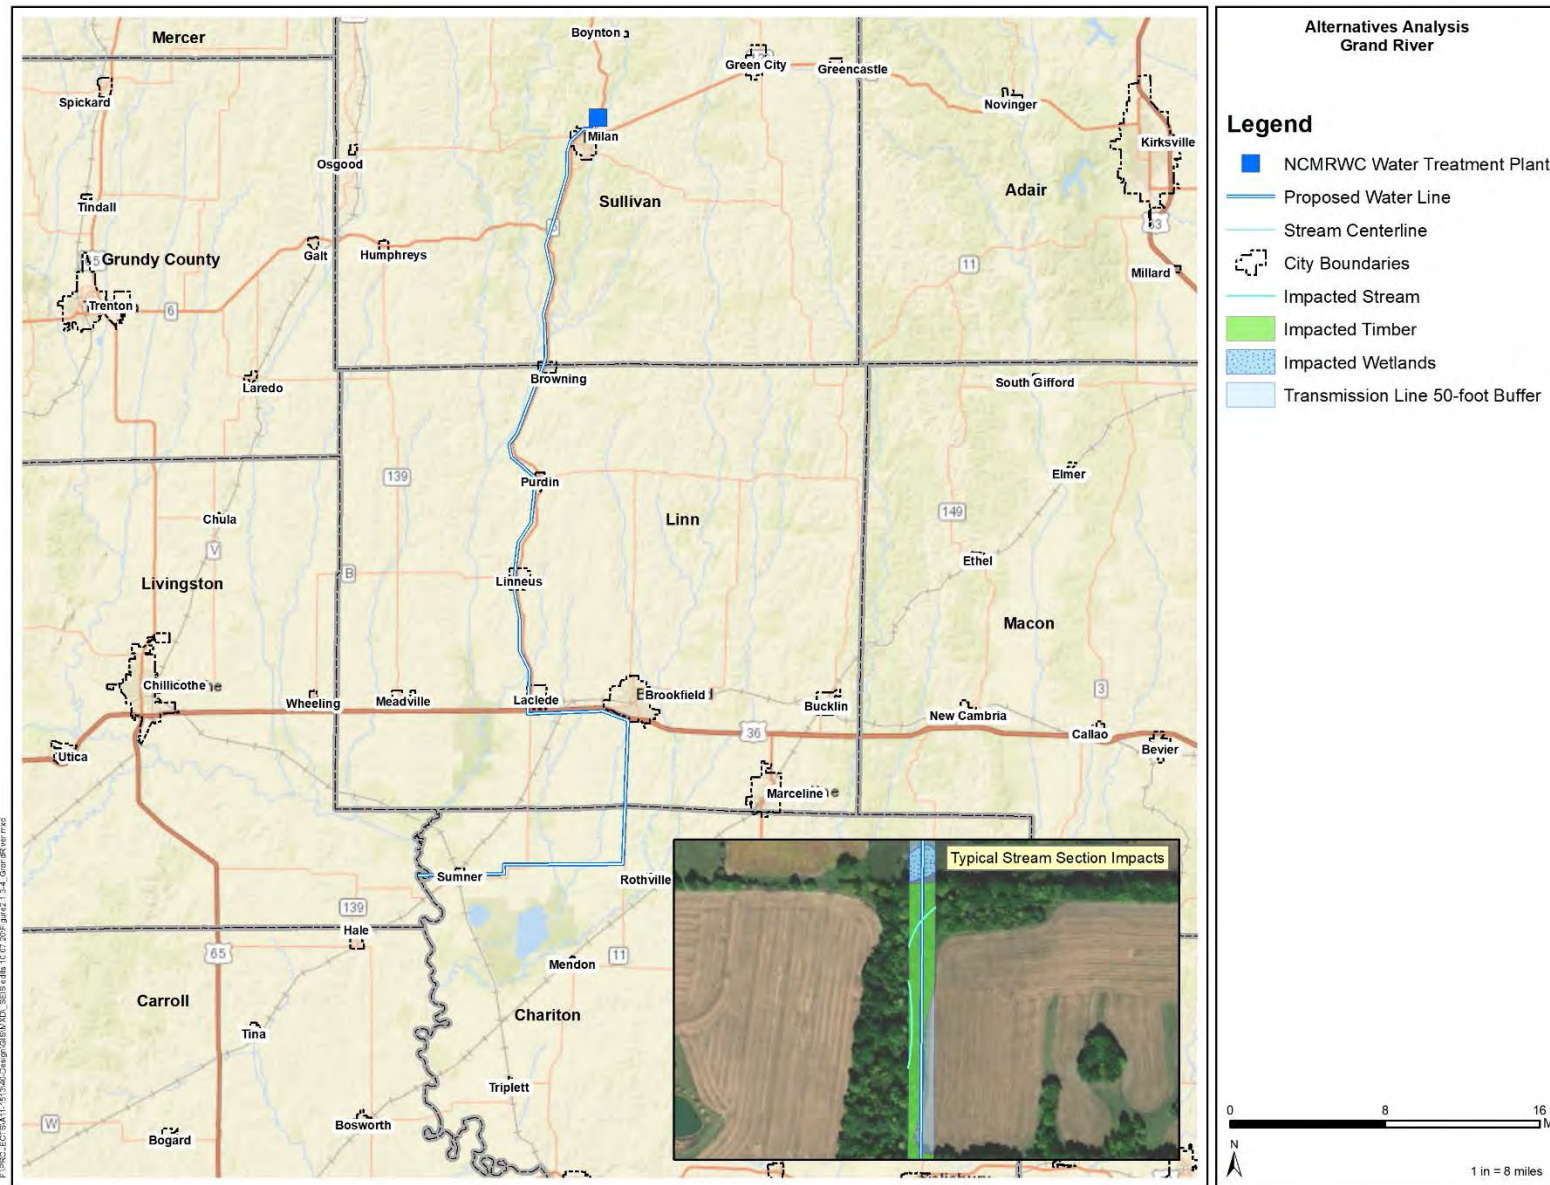 Mercer
Boynton
Spickard
Green City
Greencastle
Novinger
Milan
Kirksville
Osgood
Sullivan
Adair
Tindall
63
Galt
Humphreys
Grundy County
11
Millard
Trenton
6
Browning
Laredo
South Gifford
139
Purdin
Elmer
Chula
Linn
149
V
Ethel
Livingston
B
Linneus
Macon
Chillicothe
Wheeling
Meadville
Laclede
Brookfield
Bucklin
New Cambria
3
36
Callao
Utica
Bevier
Marceline
Sumner
Rothville
Typical Stream Section Impacts
139
Hale
65
Mendon
11
Carroll
Chariton
Tina
Triplett
W
Bogard
Bosworth
Alternatives Analysis
Grand River
Legend
NCMRWC Water Treatment Plant
Proposed Water Line
Stream Centerline
City Boundaries
Impacted Stream
Impacted Timber
Impacted Wetlands
Transmission Line 50-foot Buffer
0 8 16
M
N
1 in = 8 miles